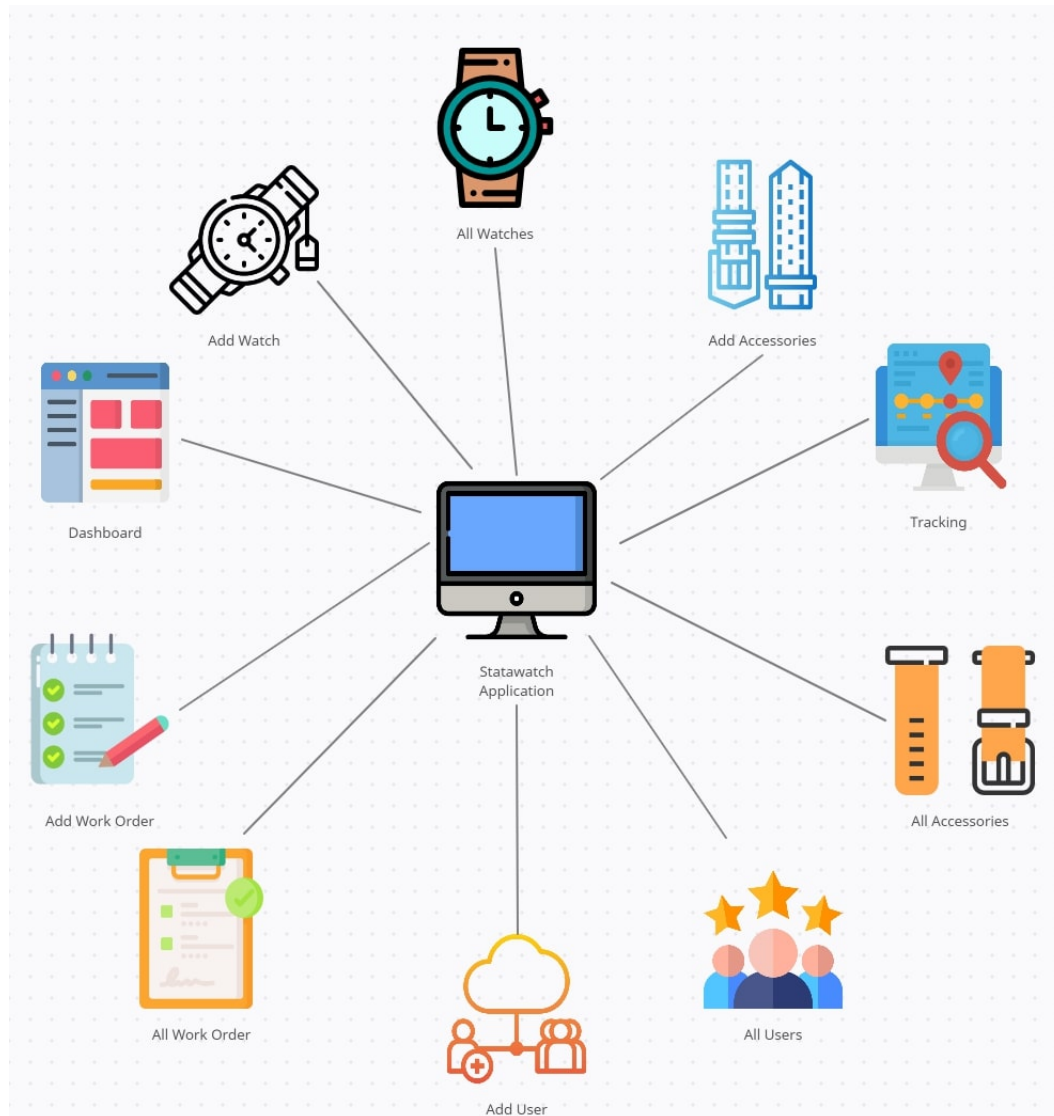 All Watches
Add Watch
Add Accessories
Dashboard
Tracking
Statawatch
Application
Add Work Order
All Accessories
All Work Order
All Users
Add User